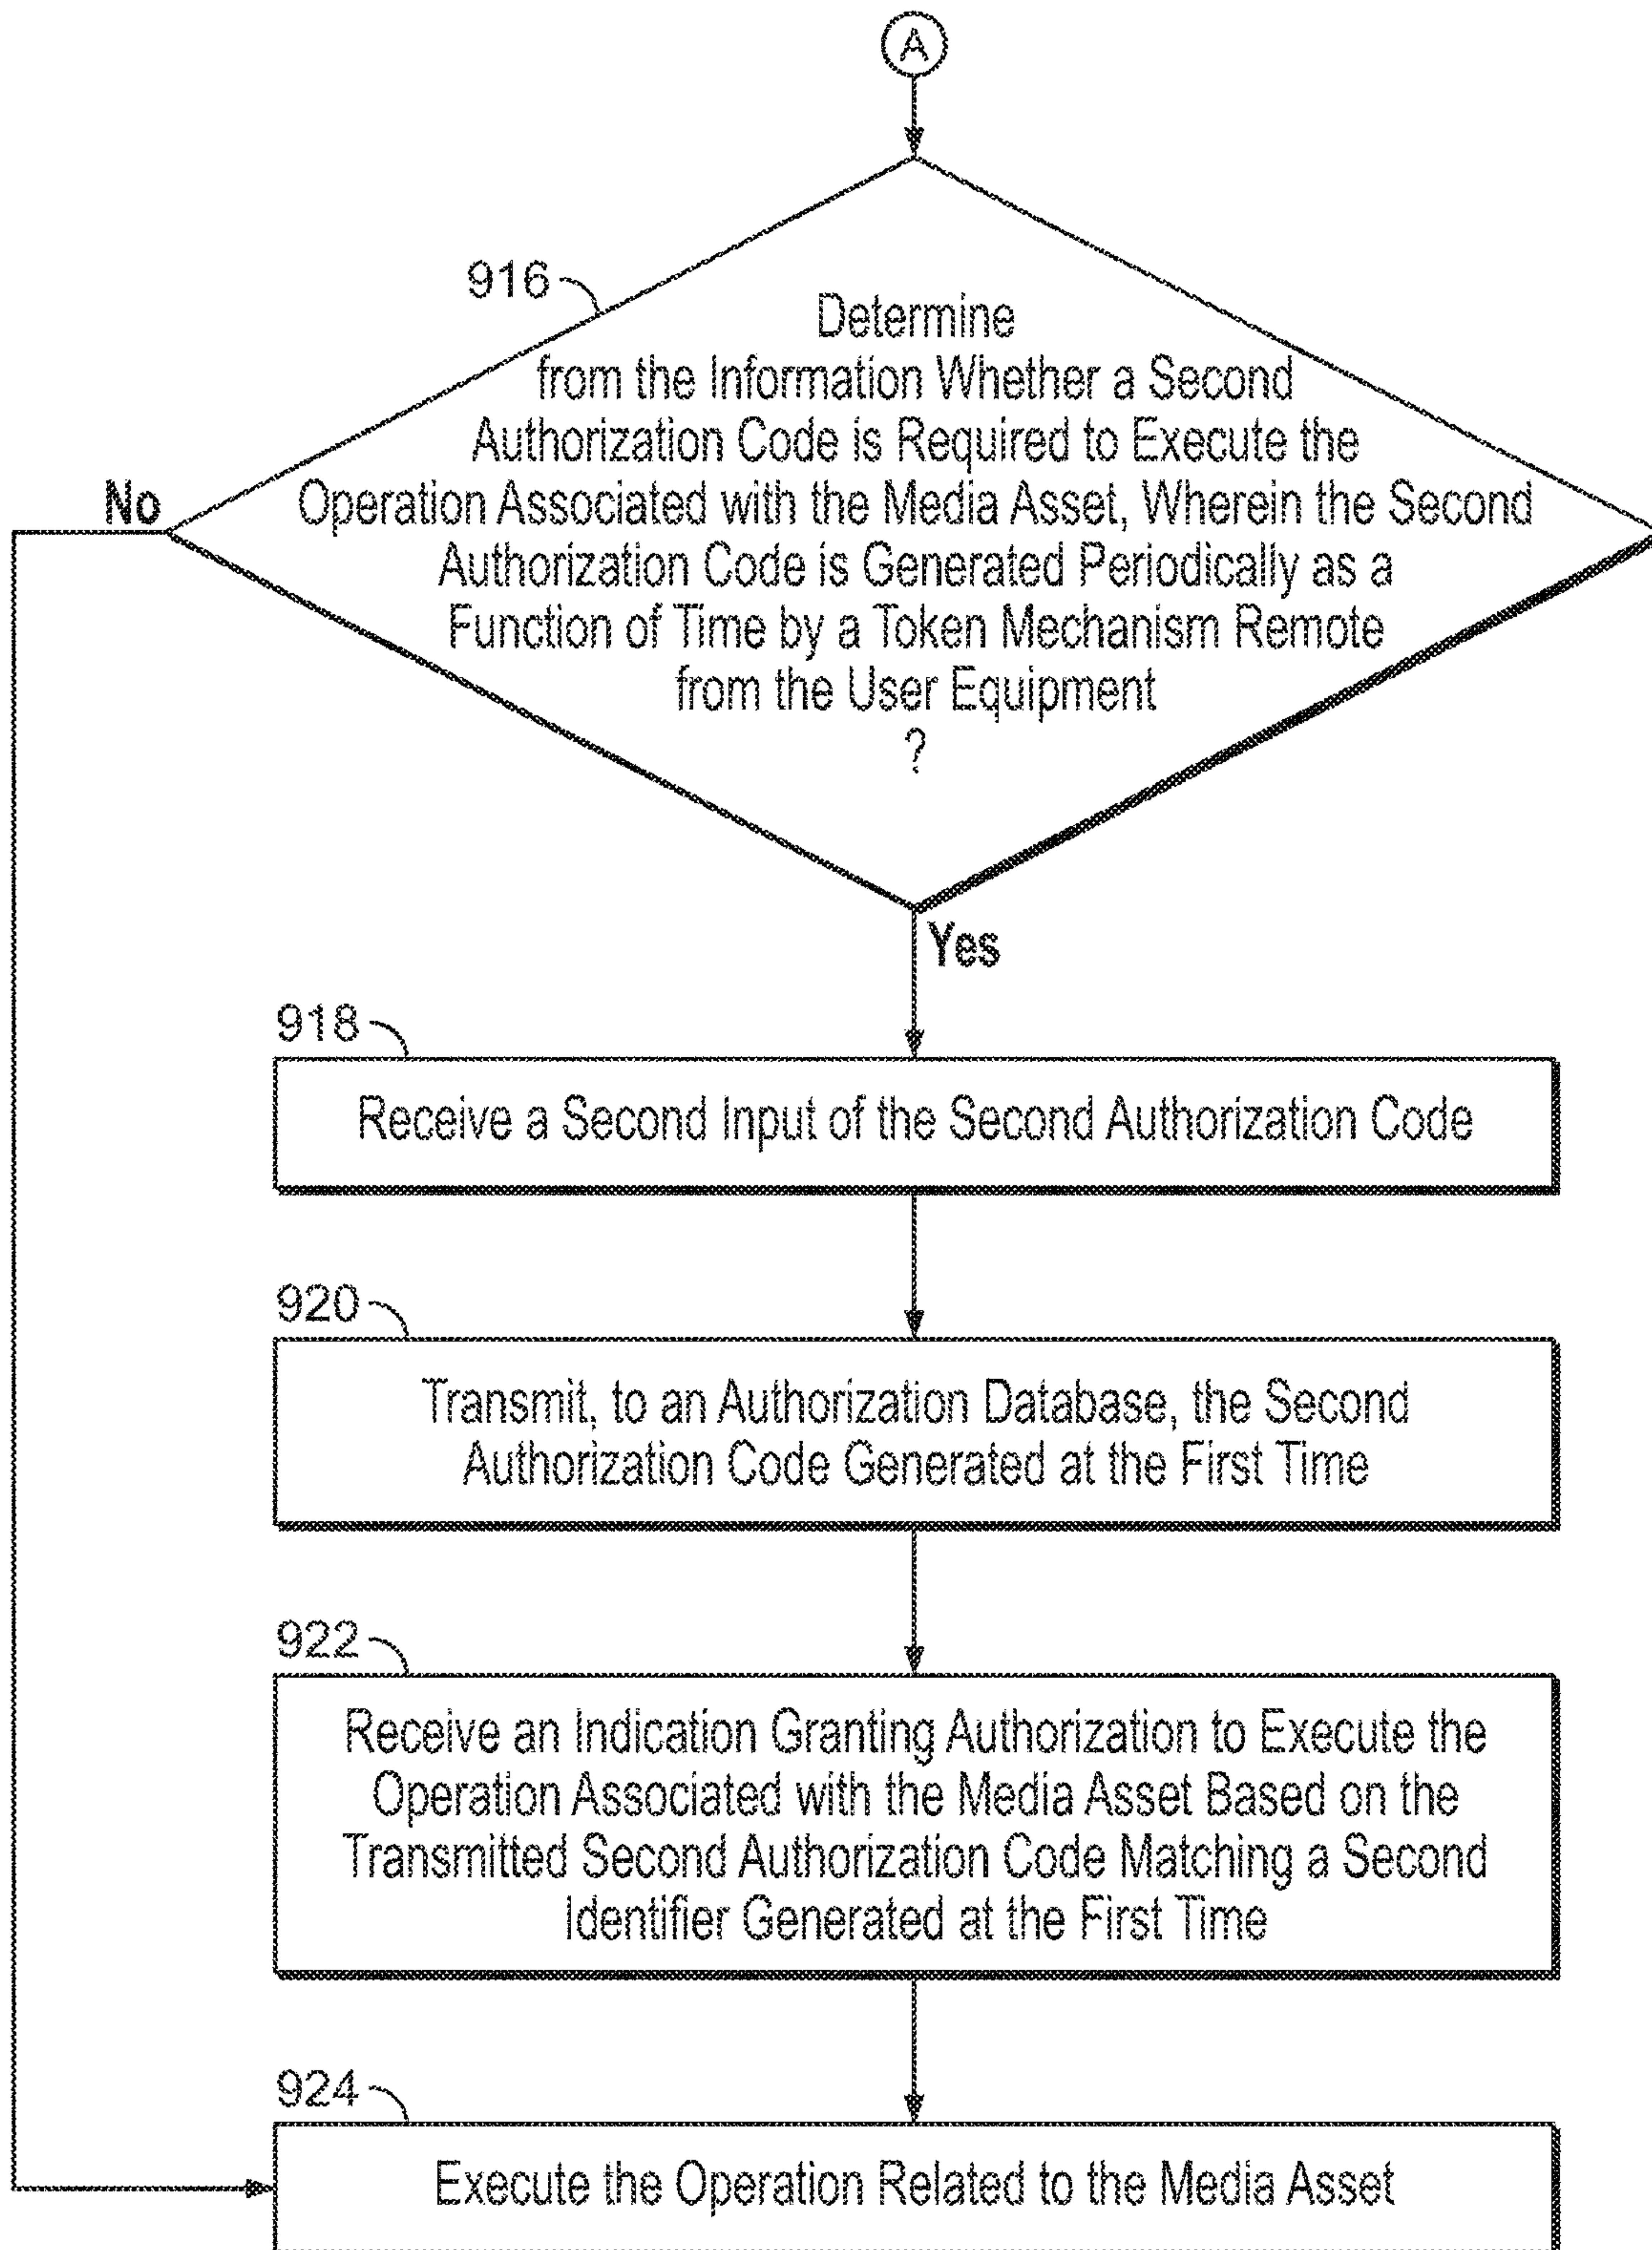 A
916
Determine
from the Information Whether a Second
Authorization Code is Required to Execute the
Operation Associated with the Media Asset, Wherein the Second
Authorization Code is Generated Periodically as a
Function of Time by a Token Mechanism Remote
from the User Equipment
?
No
Yes
918
Receive a Second Input of the Second Authorization Code
920
Transmit, to an Authorization Database, the Second
Authorization Code Generated at the First Time
922
Receive an Indication Granting Authorization to Execute the
Operation Associated with the Media Asset Based on the
Transmitted Second Authorization Code Matching a Second
Identifier Generated at the First Time
924
Execute the Operation Related to the Media Asset